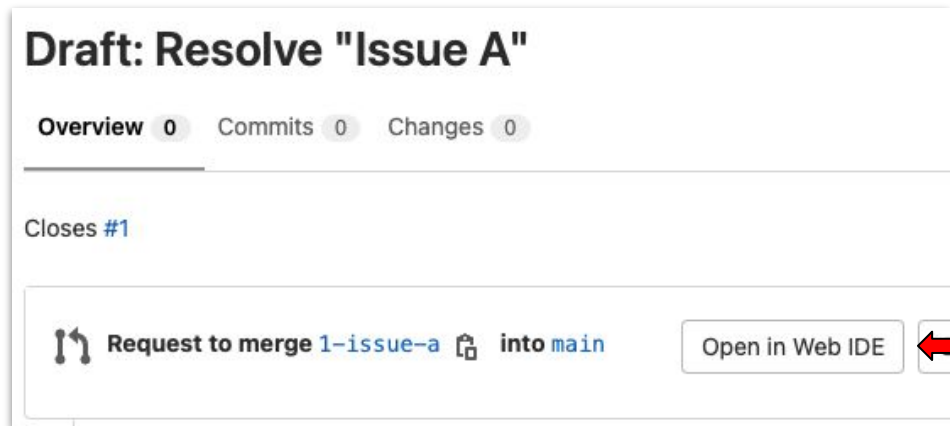 Draft: Resolve "Issue A"
Overview 0 Commits 0 Changes 0
Closes #1
Request to merge 1-issue-a into main Open in Web IDE